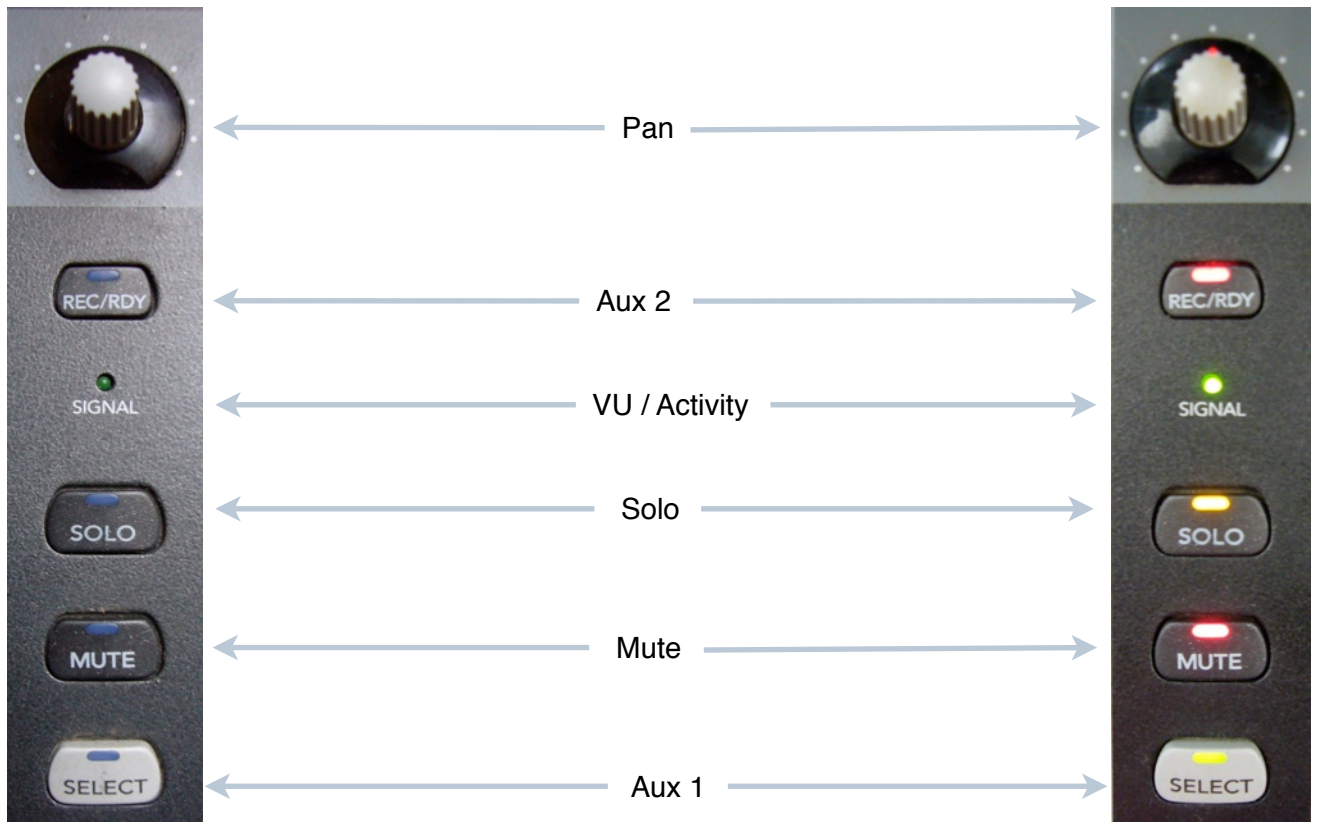 Pan
REC/RDY
Aux 2
REC/RDY
SIGNAL
VU / Activity
SIGNAL
SOLO
Solo
SOLO
MUTE
Mute
MUTE
SELECT
Aux 1
SELECT